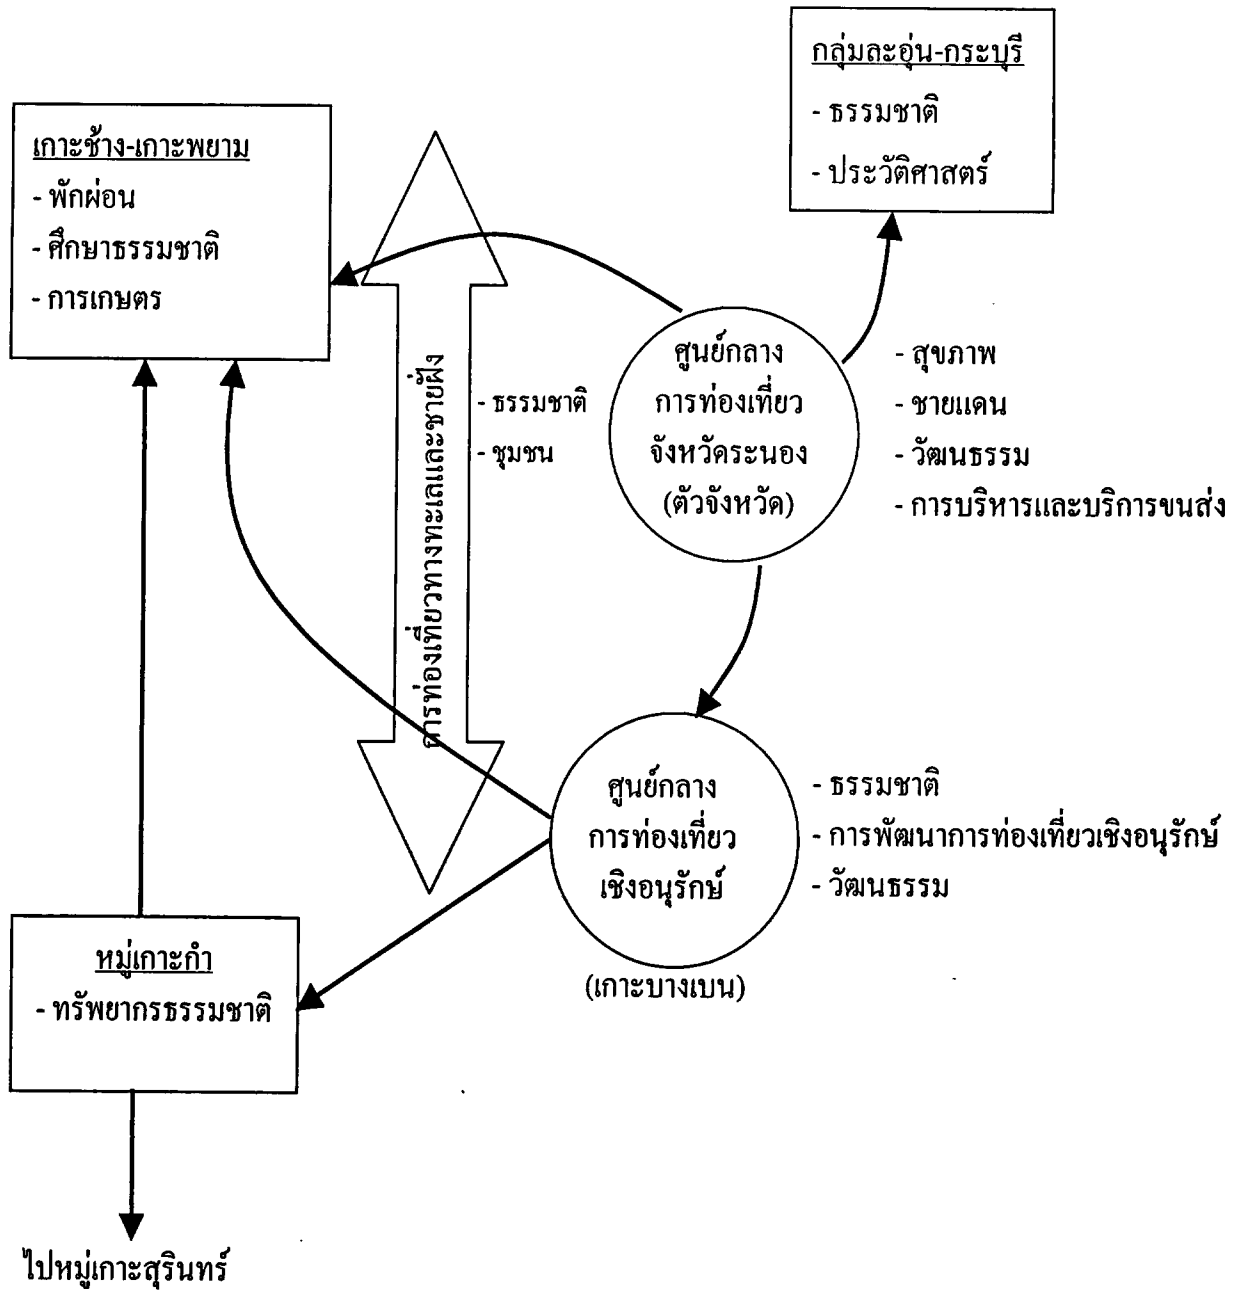 กลุ่มละอุ่น-กระบุรี
- ธรรมชาติ
- ประวัติศาสตร์
เกาะช้าง-เกาะพยาม
- พักผ่อน
- ศึกษาธรรมชาติ
- การเกษตร
การท่องเที่ยวทางทะเลและชายฝั่ง
- ธรรมชาติ
- ชุมชน
ศูนย์กลาง
การท่องเที่ยว
จังหวัดระนอง
(ตัวจังหวัด)
- สุขภาพ
- ชายแดน
- วัฒนธรรม
- การบริหารและบริการขนส่ง
ศูนย์กลาง
การท่องเที่ยว
เชิงอนุรักษ์
(เกาะบางเบน)
- ธรรมชาติ
- การพัฒนาการท่องเที่ยวเชิงอนุรักษ์
- วัฒนธรรม
หมู่เกาะกำ
- ทรัพยากรธรรมชาติ
ไปหมู่เกาะสุรินทร์